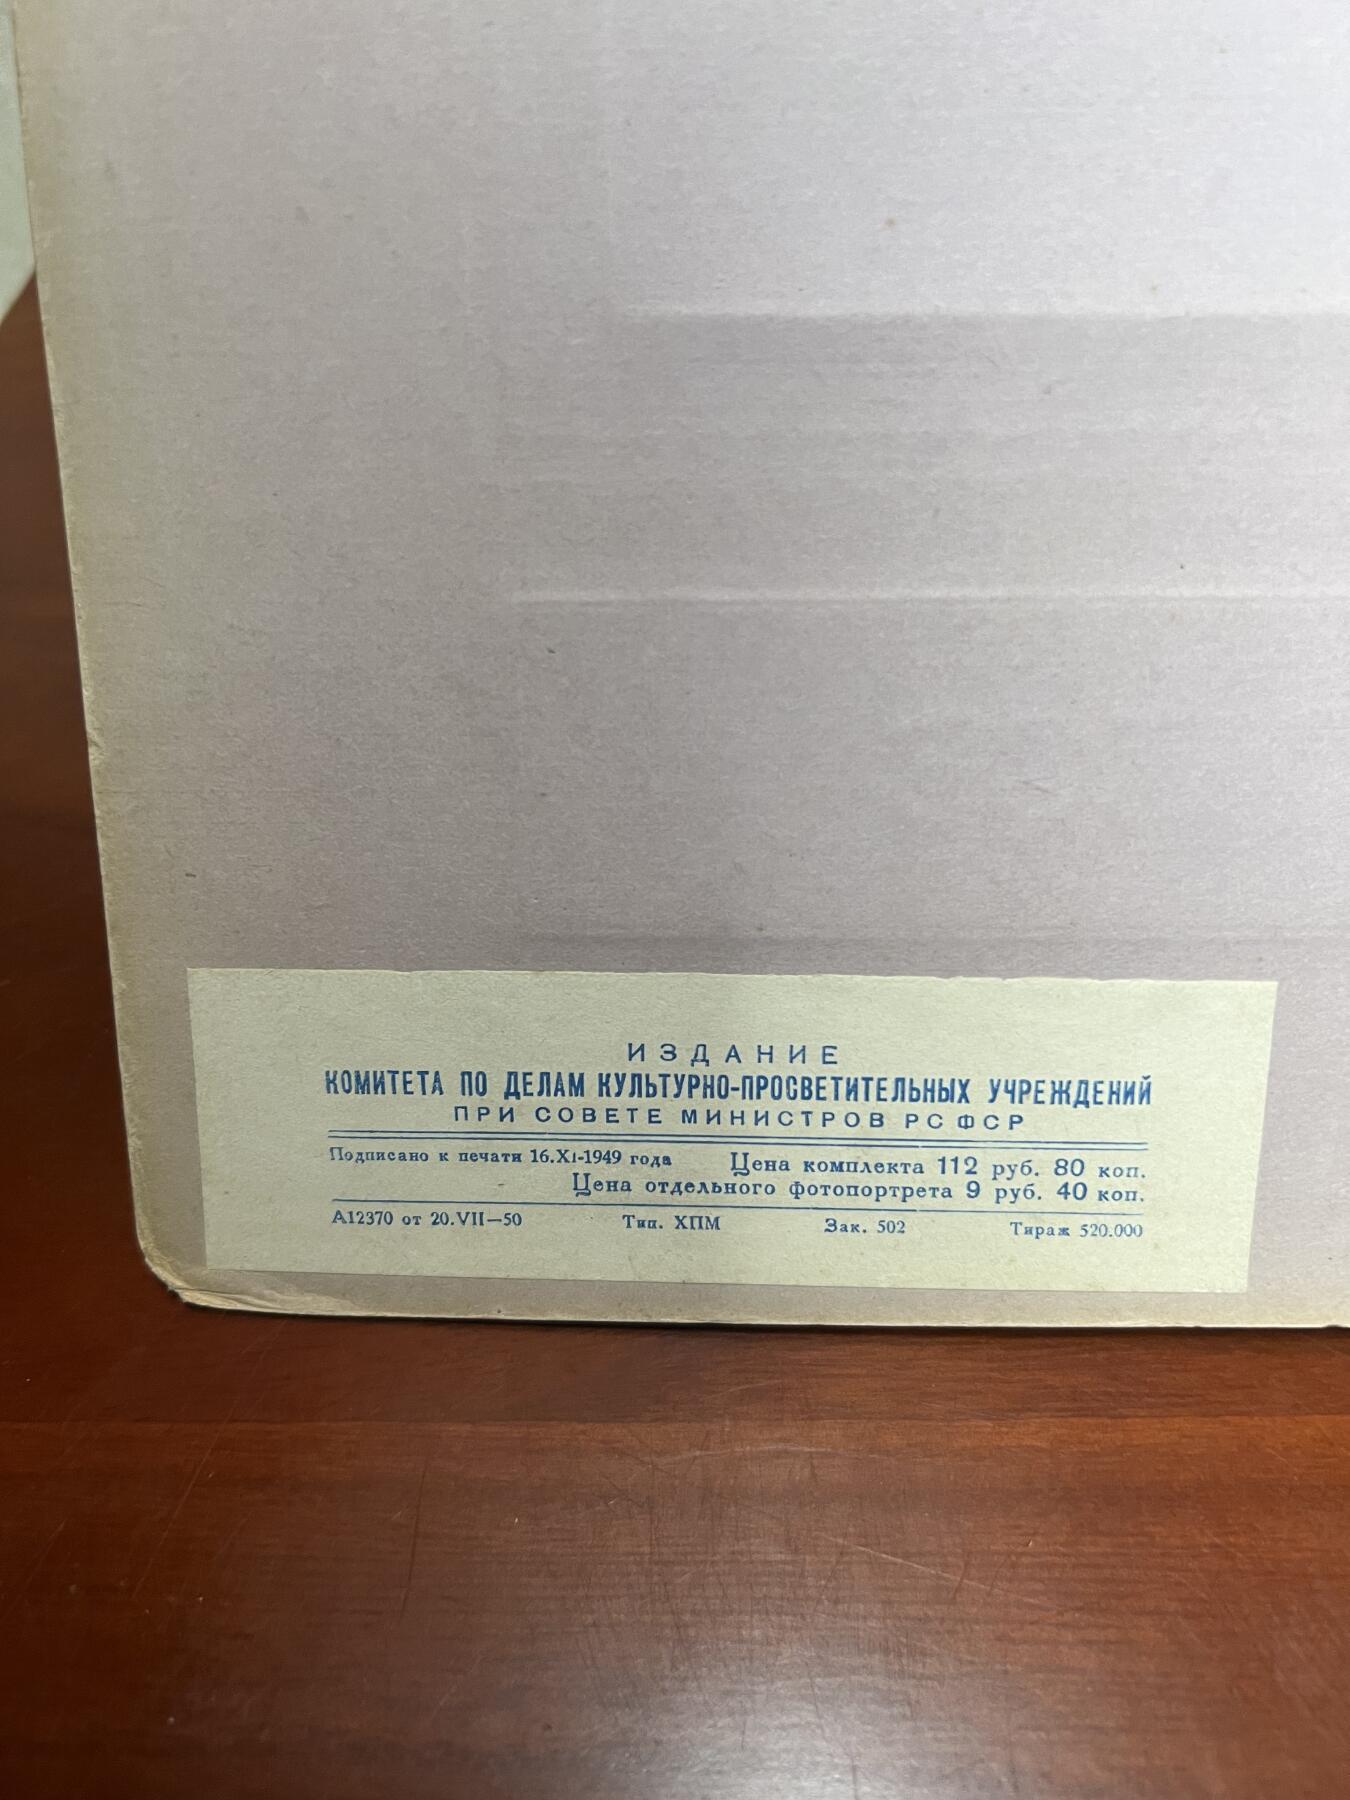 ИЗДАНИЕ
КОМИТЕТА ПО ДЕЛАМ КУЛЬТУРНО-ПРОСВЕТИТЕЛЬНЫХ УЧРЕЖДЕНИЙ
ПРИ СОВЕТЕ МИНИСТРОВ РСФСР
Подписано к печати 16.XI-1949 года Цена комплекта 112 руб. 80 коп.
Цена отдельного фотопортрета 9 руб. 40 коп.
А12370 от 20.VII—50 Тип. ХПМ Зак. 502 Тираж 520.000